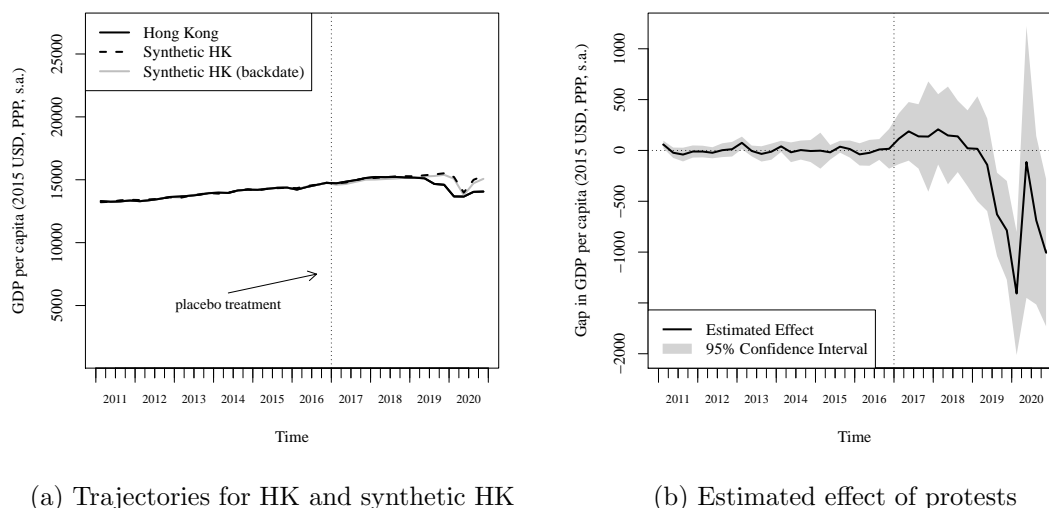 Hong Kong
Synthetic HK
Synthetic HK (backdate)
GDP per capita (2015 USD, PPP, s.a.)
25000
20000
15000
10000
5000
placebo treatment
2011 2012 2013 2014 2015 2016 2017 2018 2019 2020
Time
(a) Trajectories for HK and synthetic HK
Gap in GDP per capita (2015 USD, PPP, s.a.)
1000
500
0
−500
−1000
−2000
Estimated Effect
95% Confidence Interval
2011 2012 2013 2014 2015 2016 2017 2018 2019 2020
Time
(b) Estimated effect of protests